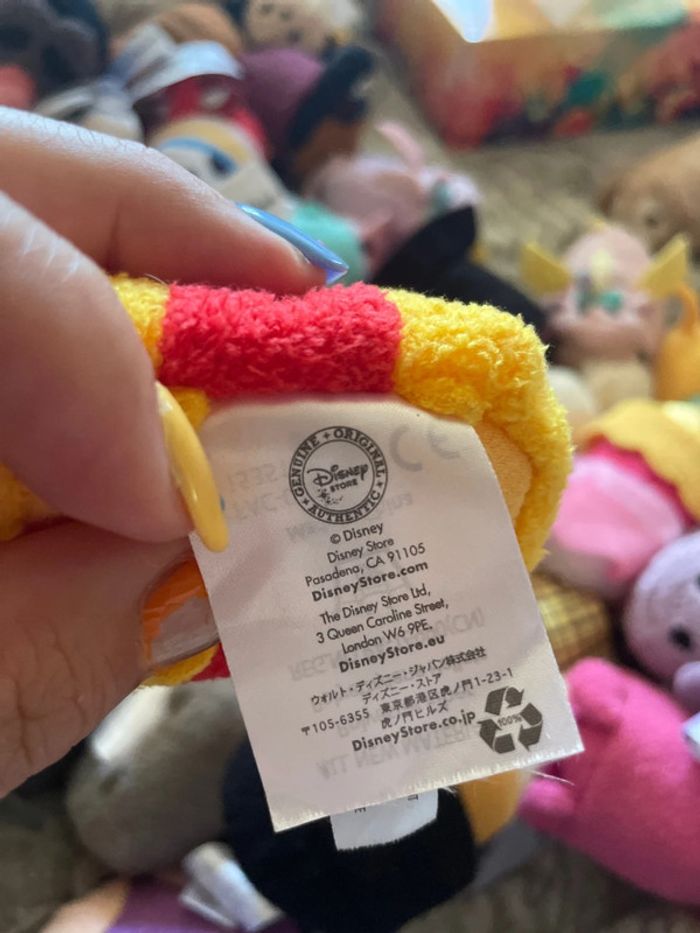 GENUINE + ORIGINAL
Disney
STORE
AUTHENTIC
© Disney
Disney Store
Pasadena, CA 91105
DisneyStore.com
The Disney Store Ltd,
3 Queen Caroline Street,
London W6 9PE.
DisneyStore.eu
ウォルト・ディズニー・ジャパン株式会社
ディズニー・ストア
〒105-6355 東京都港区虎ノ門1-23-1
虎ノ門ヒルズ
DisneyStore.co.jp
100%